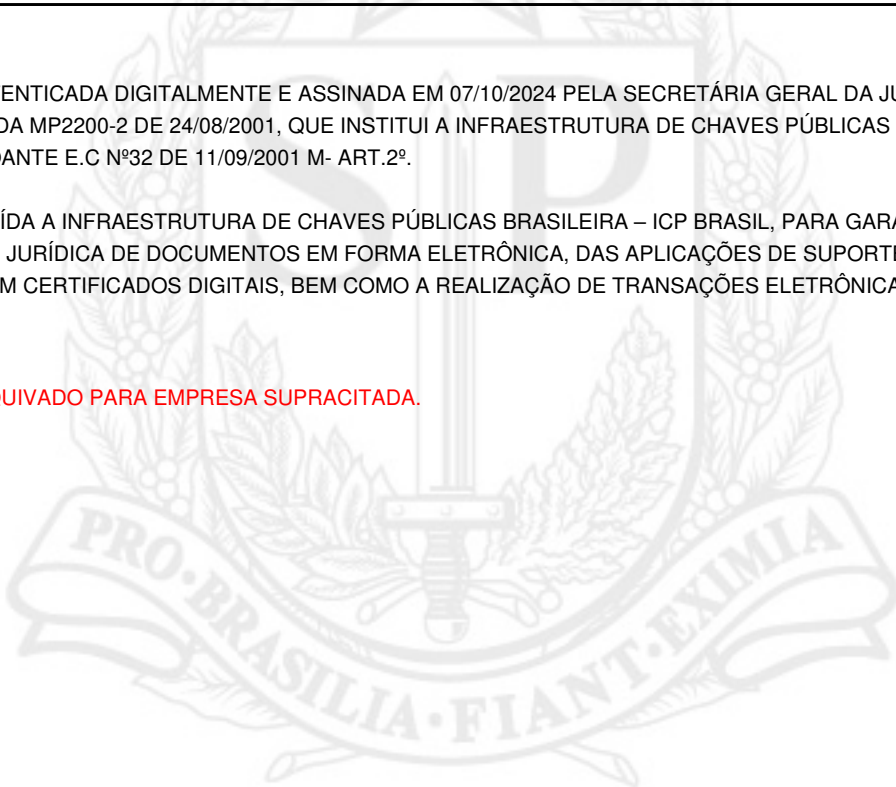 ENTICADA DIGITALMENTE E ASSINADA EM 07/10/2024 PELA SECRETÁRIA GERAL DA JU
DA MP2200-2 DE 24/08/2001, QUE INSTITUI A INFRAESTRUTURA DE CHAVES PÚBLICAS
DANTE E.C Nº32 DE 11/09/2001 M- ART.2º.
ÍDA A INFRAESTRUTURA DE CHAVES PÚBLICAS BRASILEIRA – ICP BRASIL, PARA GARA
JURÍDICA DE DOCUMENTOS EM FORMA ELETRÔNICA, DAS APLICAÇÕES DE SUPORTE
M CERTIFICADOS DIGITAIS, BEM COMO A REALIZAÇÃO DE TRANSAÇÕES ELETRÔNICA
UIVADO PARA EMPRESA SUPRACITADA.
SP
PRO·BRASILIA·FIANT·EXIMIA